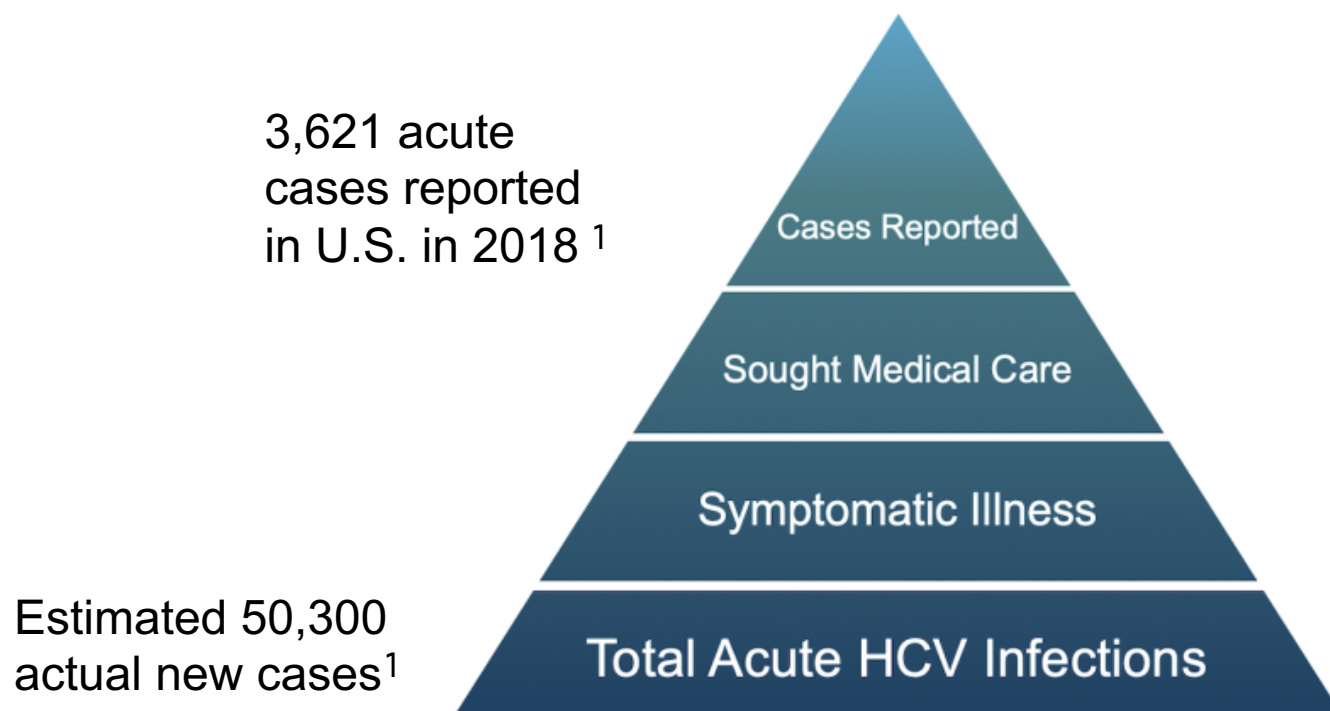 3,621 acute
cases reported
in U.S. in 2018 1
Cases Reported
Sought Medical Care
Symptomatic Illness
Estimated 50,300
actual new cases1
Total Acute HCV Infections